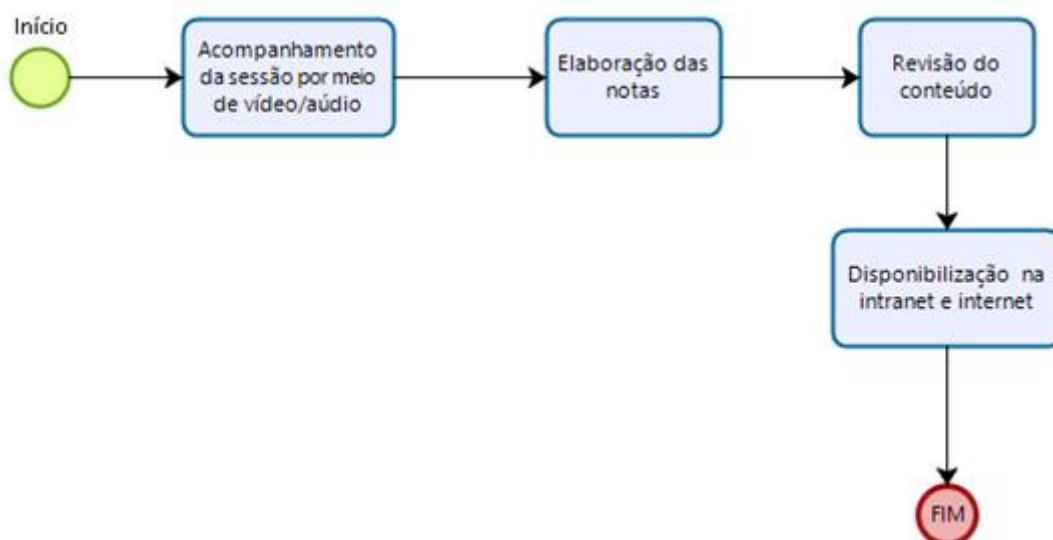 Início
Acompanhamento
da sessão por meio
de vídeo/aúdio
Elaboração das
notas
Revisão do
conteúdo
Disponibilização na
intranet e internet
FIM